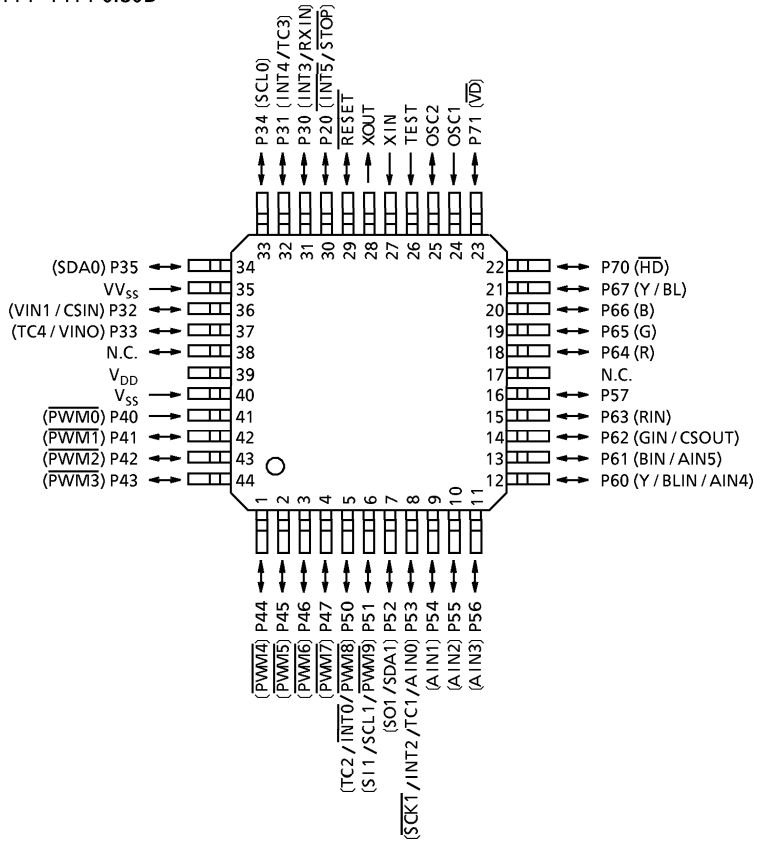 P34 (SCL0)
P31 (INT4/TC3)
P30 (INT3/RXIN)
P20 (INT5/STOP)
RESET
XOUT
XIN
TEST
OSC2
OSC1
P71 (VD)
33 32 31 30 29 28 27 26 25 24 23
(SDA0) P35 34
VVSS 35
(VIN1 / CSIN) P32 36
(TC4 / VINO) P33 37
N.C. 38
VDD 39
VSS 40
(PWM0) P40 41
(PWM1) P41 42
(PWM2) P42 43
(PWM3) P43 44
22 P70 (HD)
21 P67 (Y / BL)
20 P66 (B)
19 P65 (G)
18 P64 (R)
17 N.C.
16 P57
15 P63 (RIN)
14 P62 (GIN / CSOUT)
13 P61 (BIN / AIN5)
12 P60 (Y / BLIN / AIN4)
1 2 3 4 5 6 7 8 9 10 11
(PWM4) P44
(PWM5) P45
(PWM6) P46
(PWM7) P47
(TC2/INT0/PWM8) P50
(SI1/SCL1/PWM9) P51
(SO1/SDA1) P52
(SCK1/INT2/TC1/AIN0) P53
(AIN1) P54
(AIN2) P55
(AIN3) P56